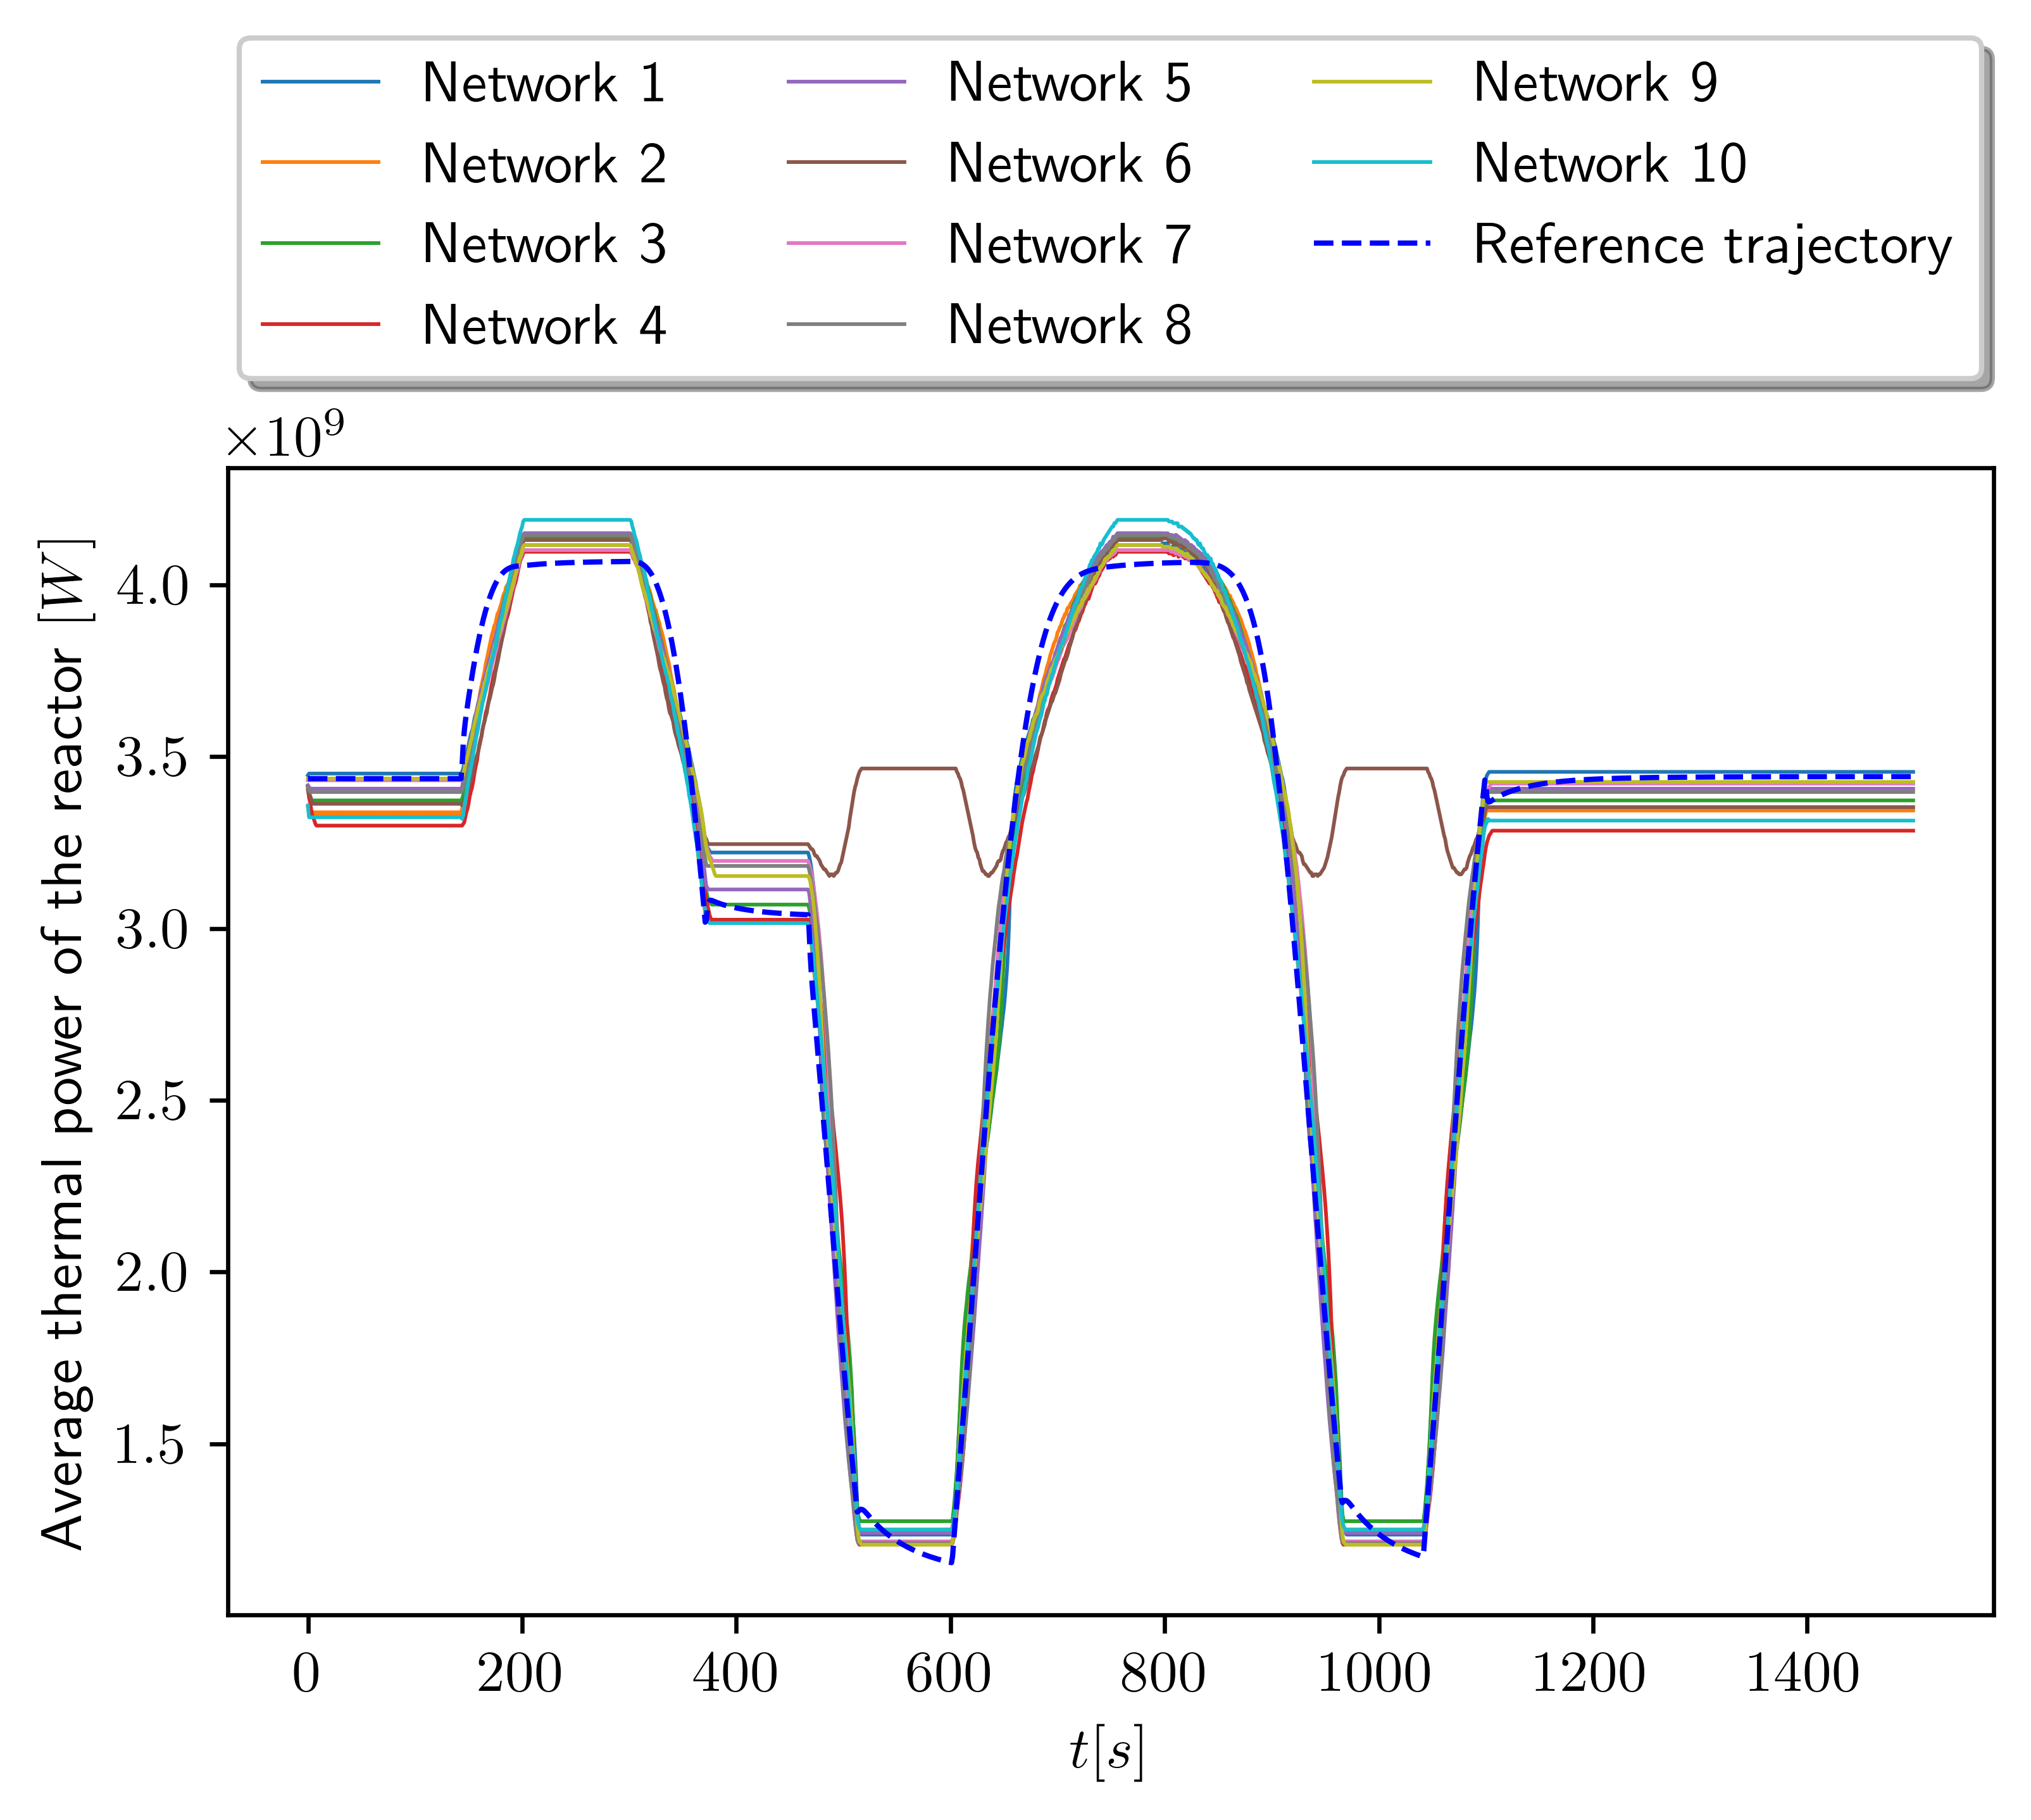 Network 1
Network 2
Network 3
Network 4
Network 5
Network 6
Network 7
Network 8
Network 9
Network 10
Reference trajectory
×10⁹
Average thermal power of the reactor [W]
4.0
3.5
3.0
2.5
2.0
1.5
0 200 400 600 800 1000 1200 1400
t[s]